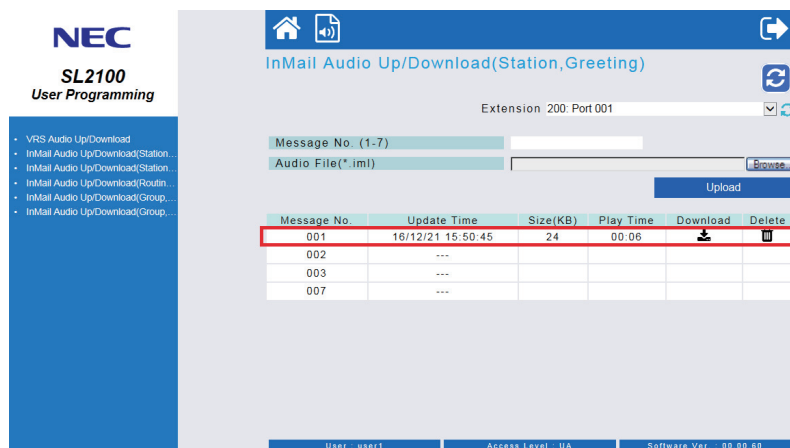 NEC
SL2100
User Programming
VRS Audio Up/Download
InMail Audio Up/Download(Station...
InMail Audio Up/Download(Station...
InMail Audio Up/Download(Routin...
InMail Audio Up/Download(Group,...
InMail Audio Up/Download(Group,...
InMail Audio Up/Download(Station,Greeting)
Extension 200: Port 001
Message No. (1-7)
Audio File(*.iml) Browse...
Upload
Message No. Update Time Size(KB) Play Time Download Delete
001 16/12/21 15:50:45 24 00:06
002 ---
003 ---
007 ---
User : user1 Access Level : UA Software Ver. : 00.00.60